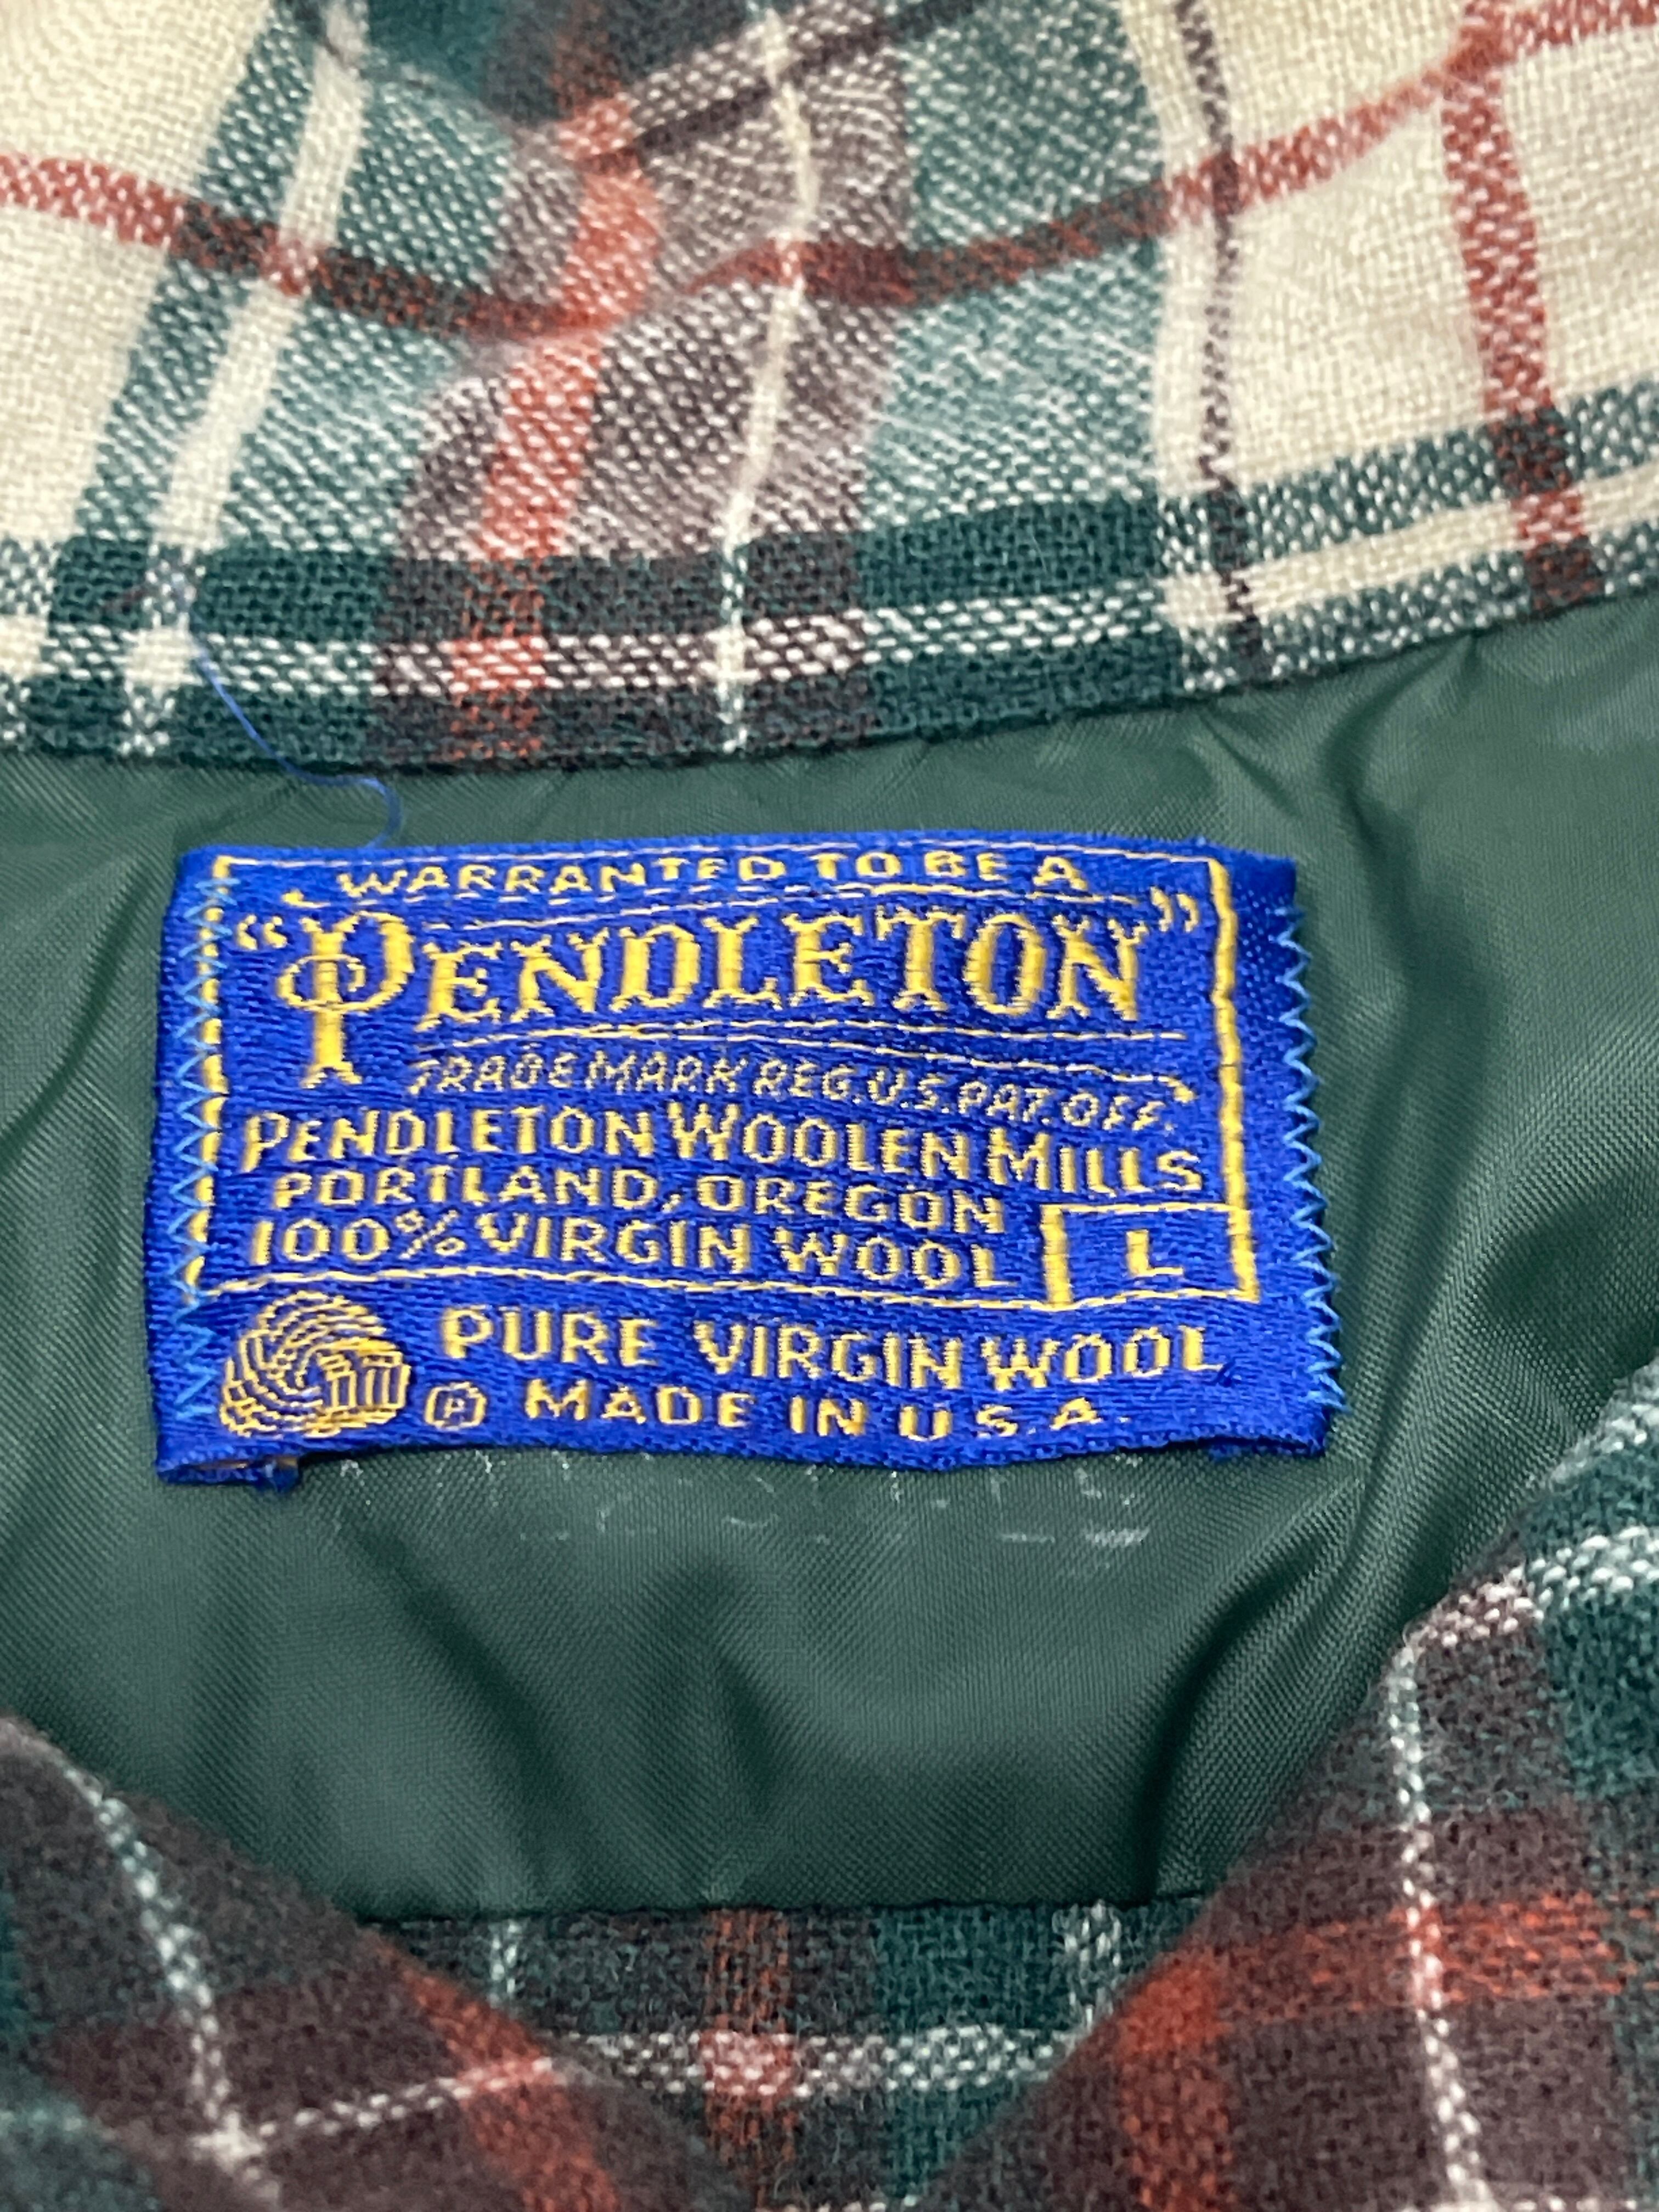 WARRANTED TO BE A
"PENDLETON"
TRADE MARK REG. U.S. PAT. OFF.
PENDLETON WOOLEN MILLS
PORTLAND, OREGON
100% VIRGIN WOOL L
PURE VIRGIN WOOL
® MADE IN U.S.A.